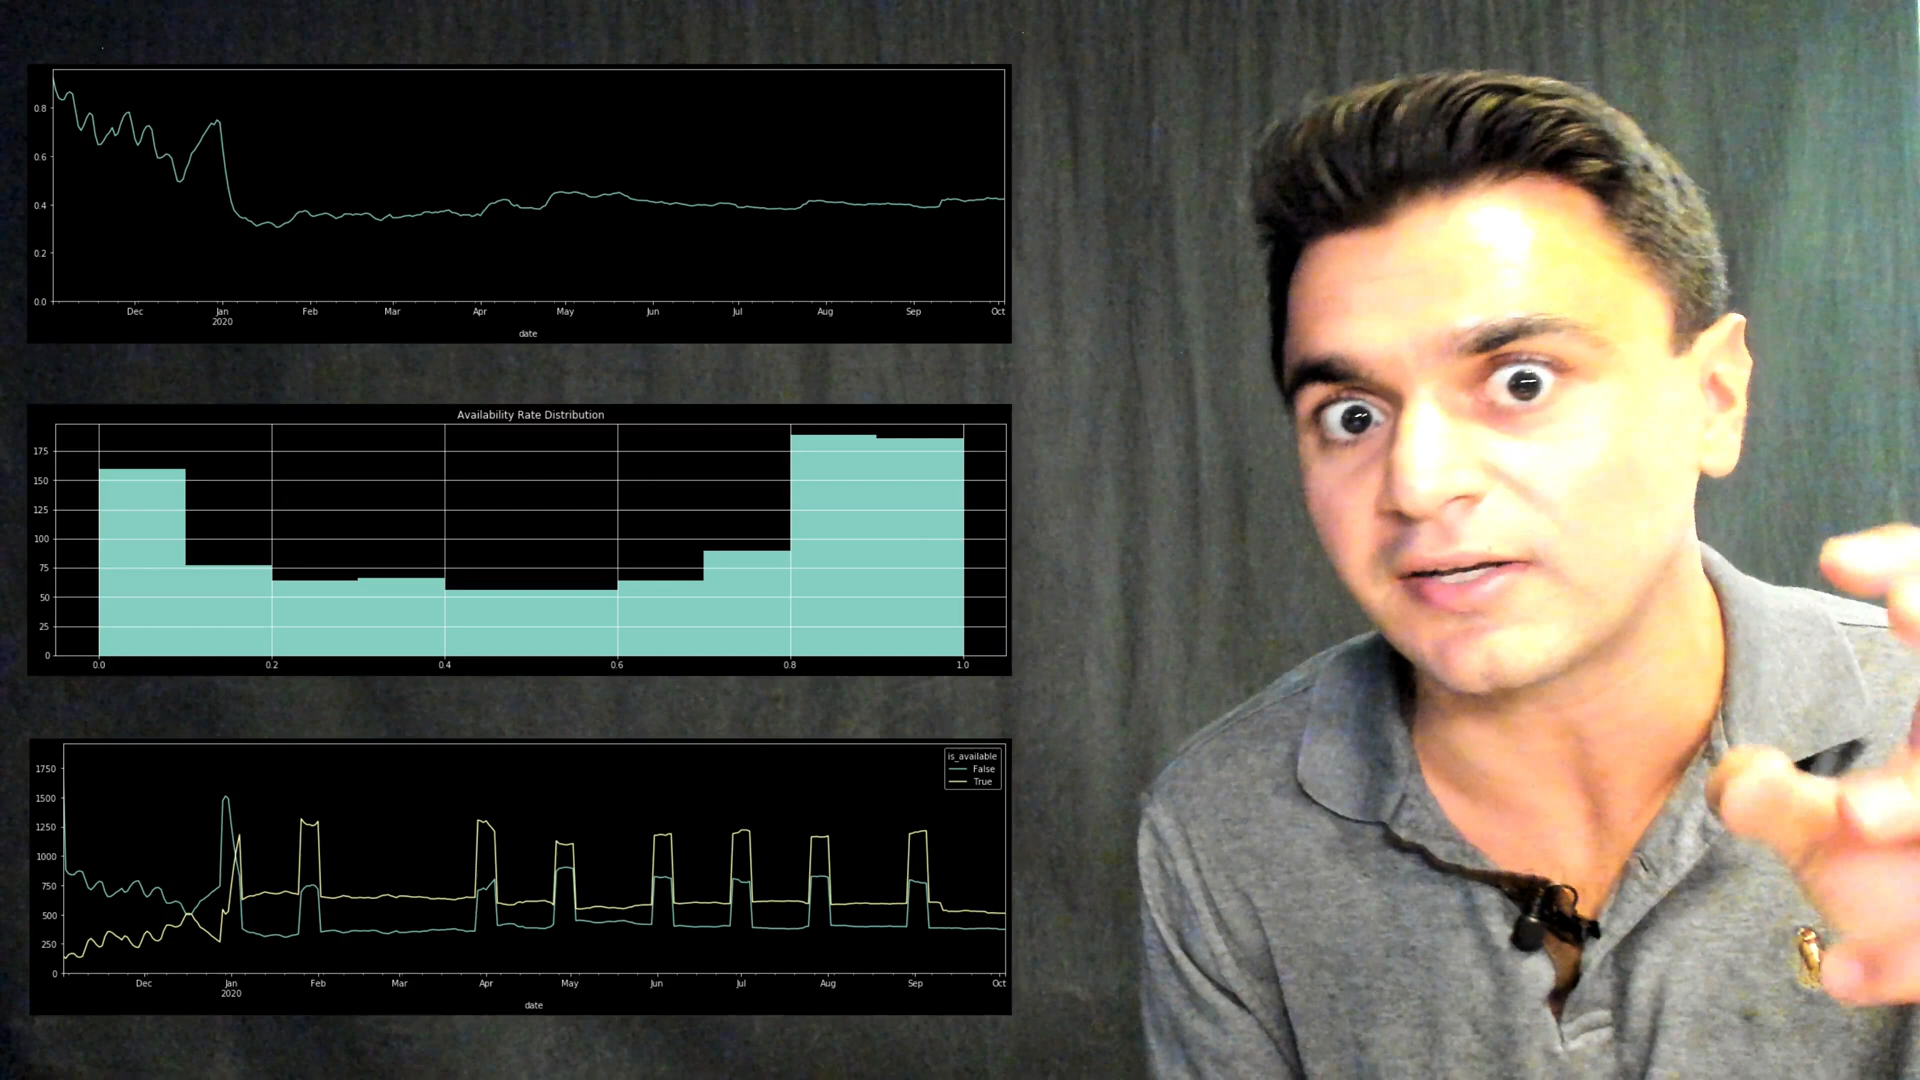 0.8
0.6
0.4
0.2
0.0
Dec Jan Feb Mar Apr May Jun Jul Aug Sep Oct
2020
date
Availability Rate Distribution
175
150
125
100
75
50
25
0
0.0 0.2 0.4 0.6 0.8 1.0
is_available
False
True
1750
1500
1250
1000
750
500
250
0
Dec Jan Feb Mar Apr May Jun Jul Aug Sep Oct
2020
date